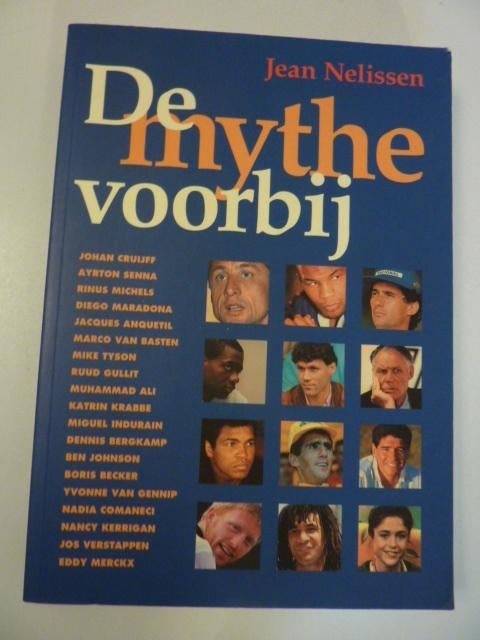 Jean Nelissen
De
mythe
voorbij
JOHAN CRUIJFF
AYRTON SENNA
RINUS MICHELS
DIEGO MARADONA
JACQUES ANQUETIL
MARCO VAN BASTEN
MIKE TYSON
RUUD GULLIT
MUHAMMAD ALI
KATRIN KRABBE
MIGUEL INDURAIN
DENNIS BERGKAMP
BEN JOHNSON
BORIS BECKER
YVONNE VAN GENNIP
NADIA COMANECI
NANCY KERRIGAN
JOS VERSTAPPEN
EDDY MERCKX